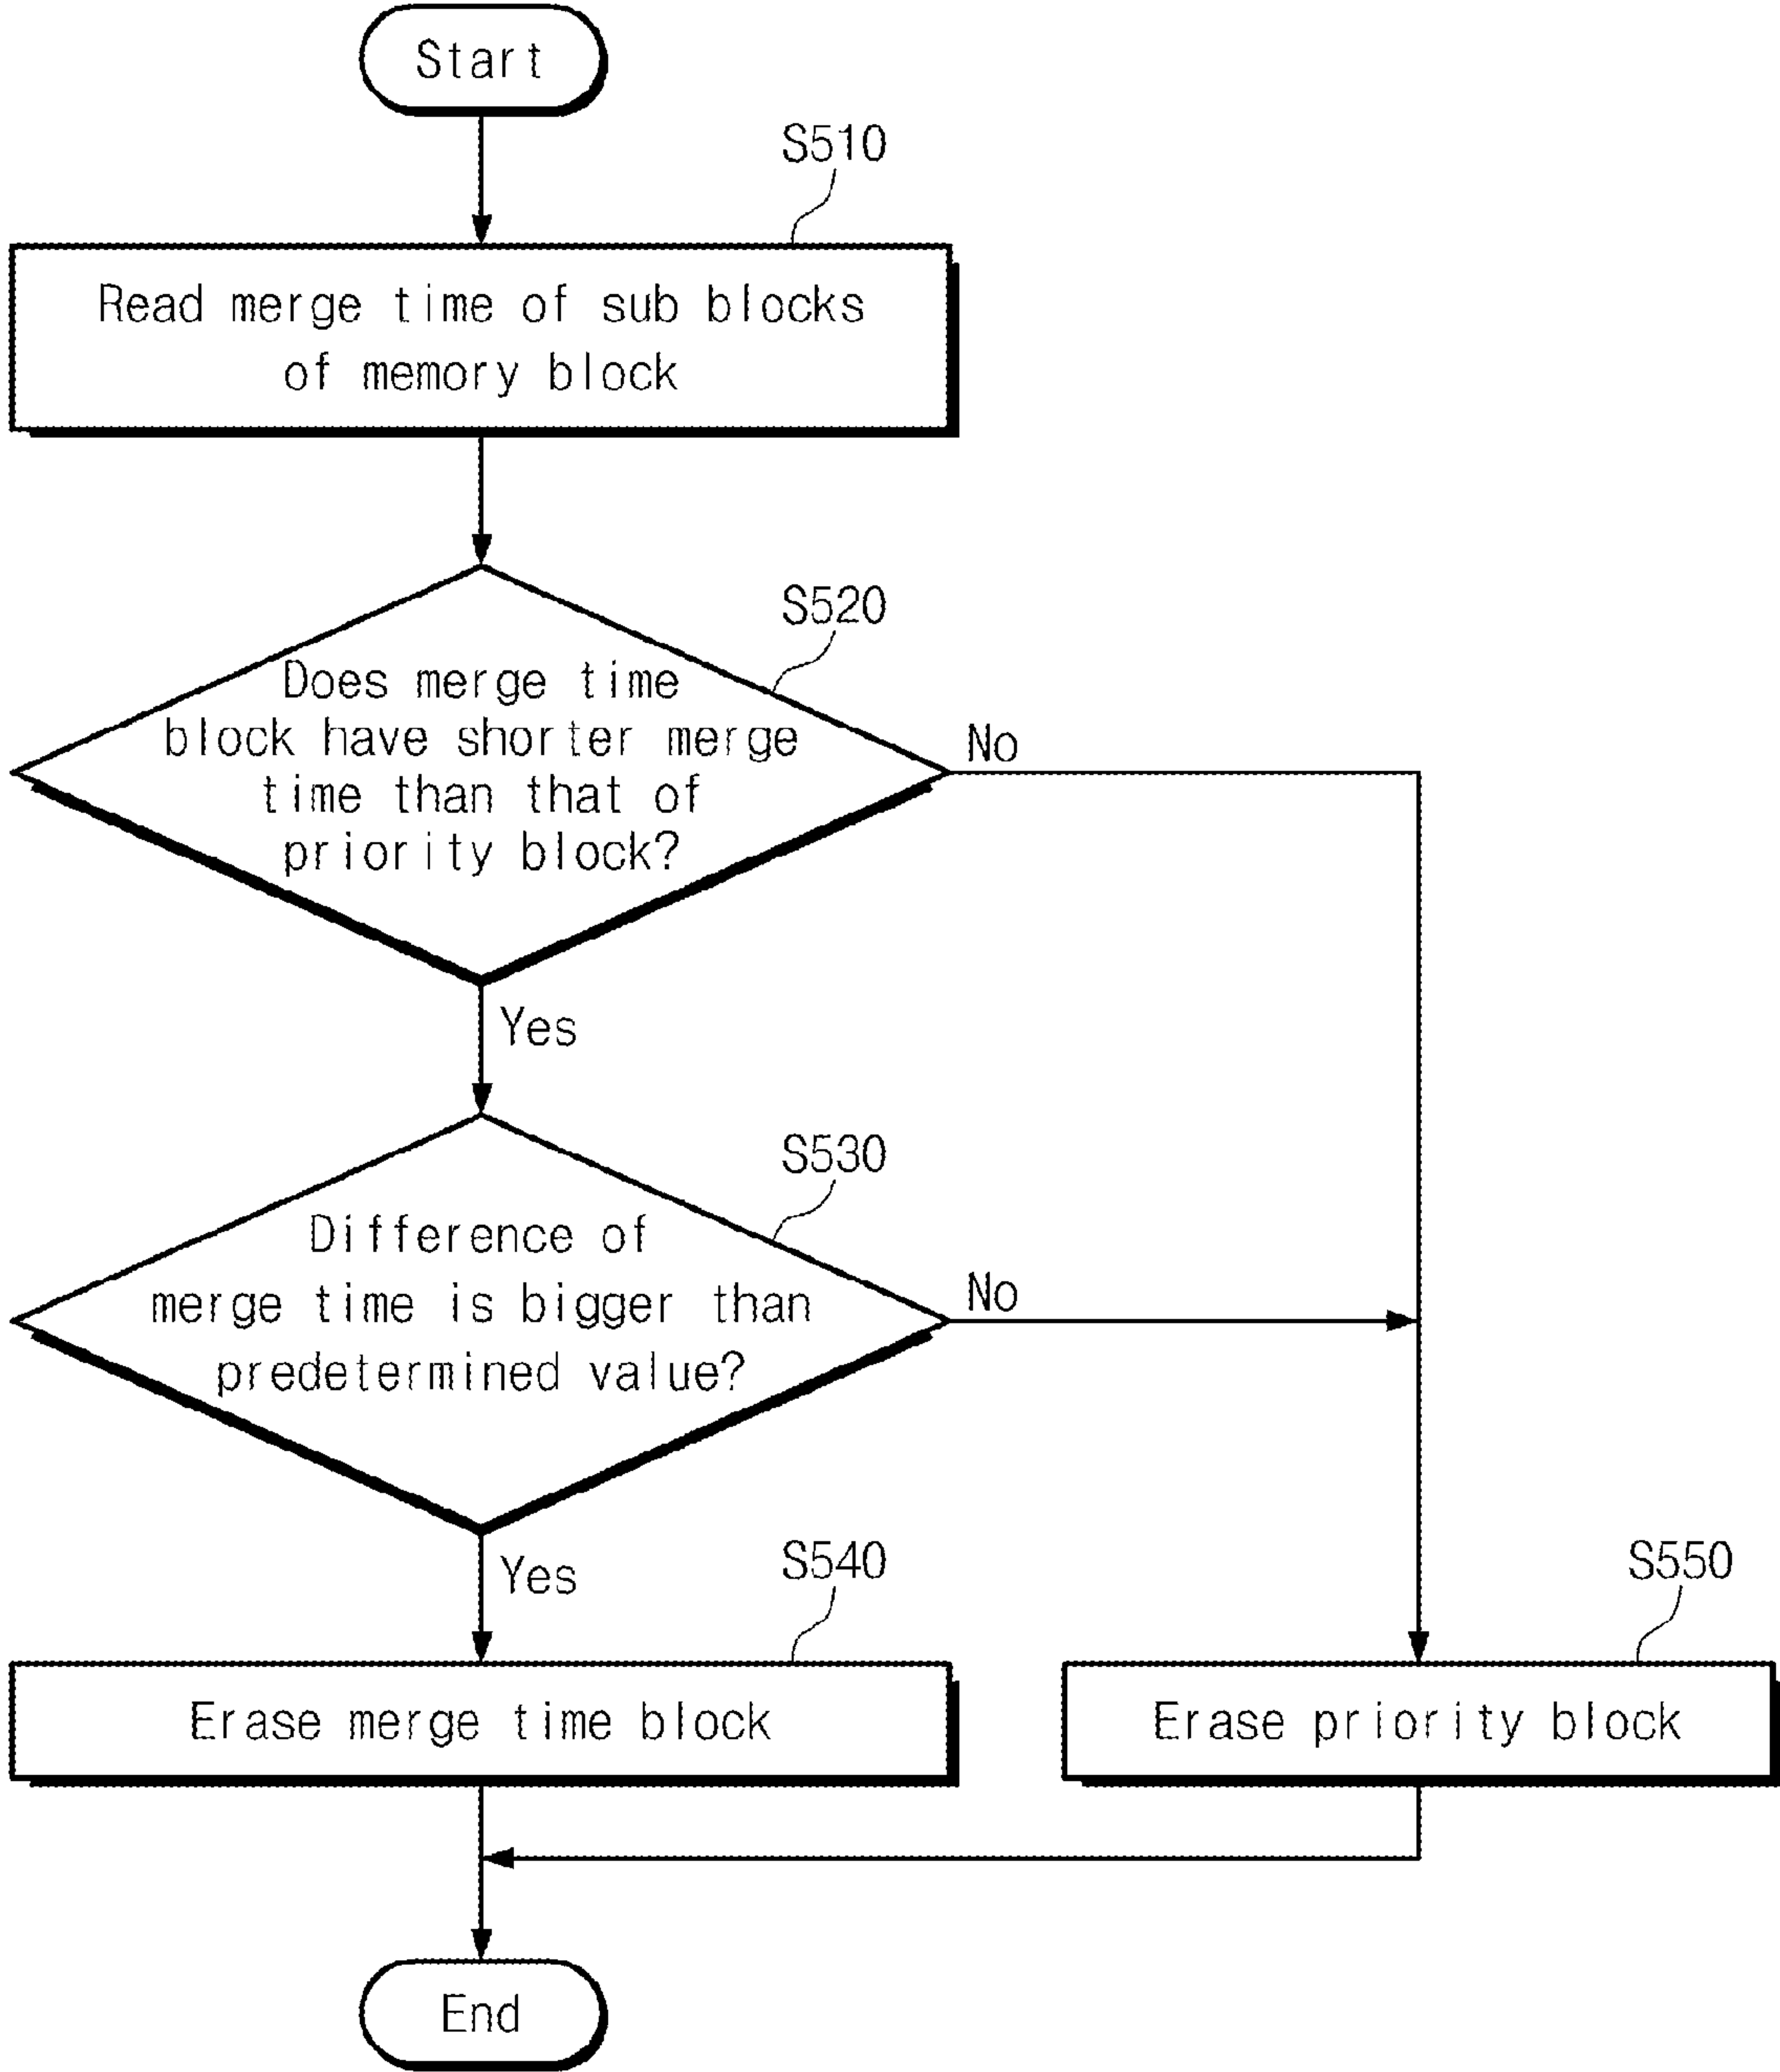 Start
S510
Read merge time of sub blocks
of memory block
S520
Does merge time
block have shorter merge
time than that of
priority block?
No
Yes
S530
Difference of
merge time is bigger than
predetermined value?
No
Yes
S540
S550
Erase merge time block
Erase priority block
End